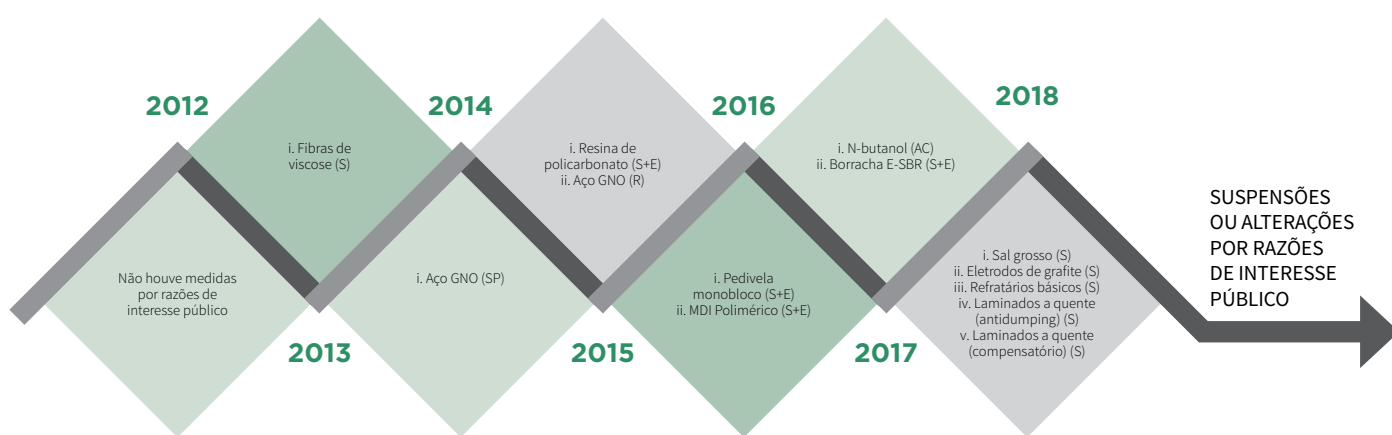 2012
Não houve medidas
por razões de
interesse público
2013
i. Fibras de
viscose (S)
2014
i. Aço GNO (SP)
2015
i. Resina de
policarbonato (S+E)
ii. Aço GNO (R)
2016
i. Pedivela
monobloco (S+E)
ii. MDI Polimérico (S+E)
2017
i. N-butanol (AC)
ii. Borracha E-SBR (S+E)
2018
i. Sal grosso (S)
ii. Eletrodos de grafite (S)
iii. Refratários básicos (S)
iv. Laminados a quente
(antidumping) (S)
v. Laminados a quente
(compensatório) (S)
SUSPENSÕES
OU ALTERAÇÕES
POR RAZÕES
DE INTERESSE
PÚBLICO